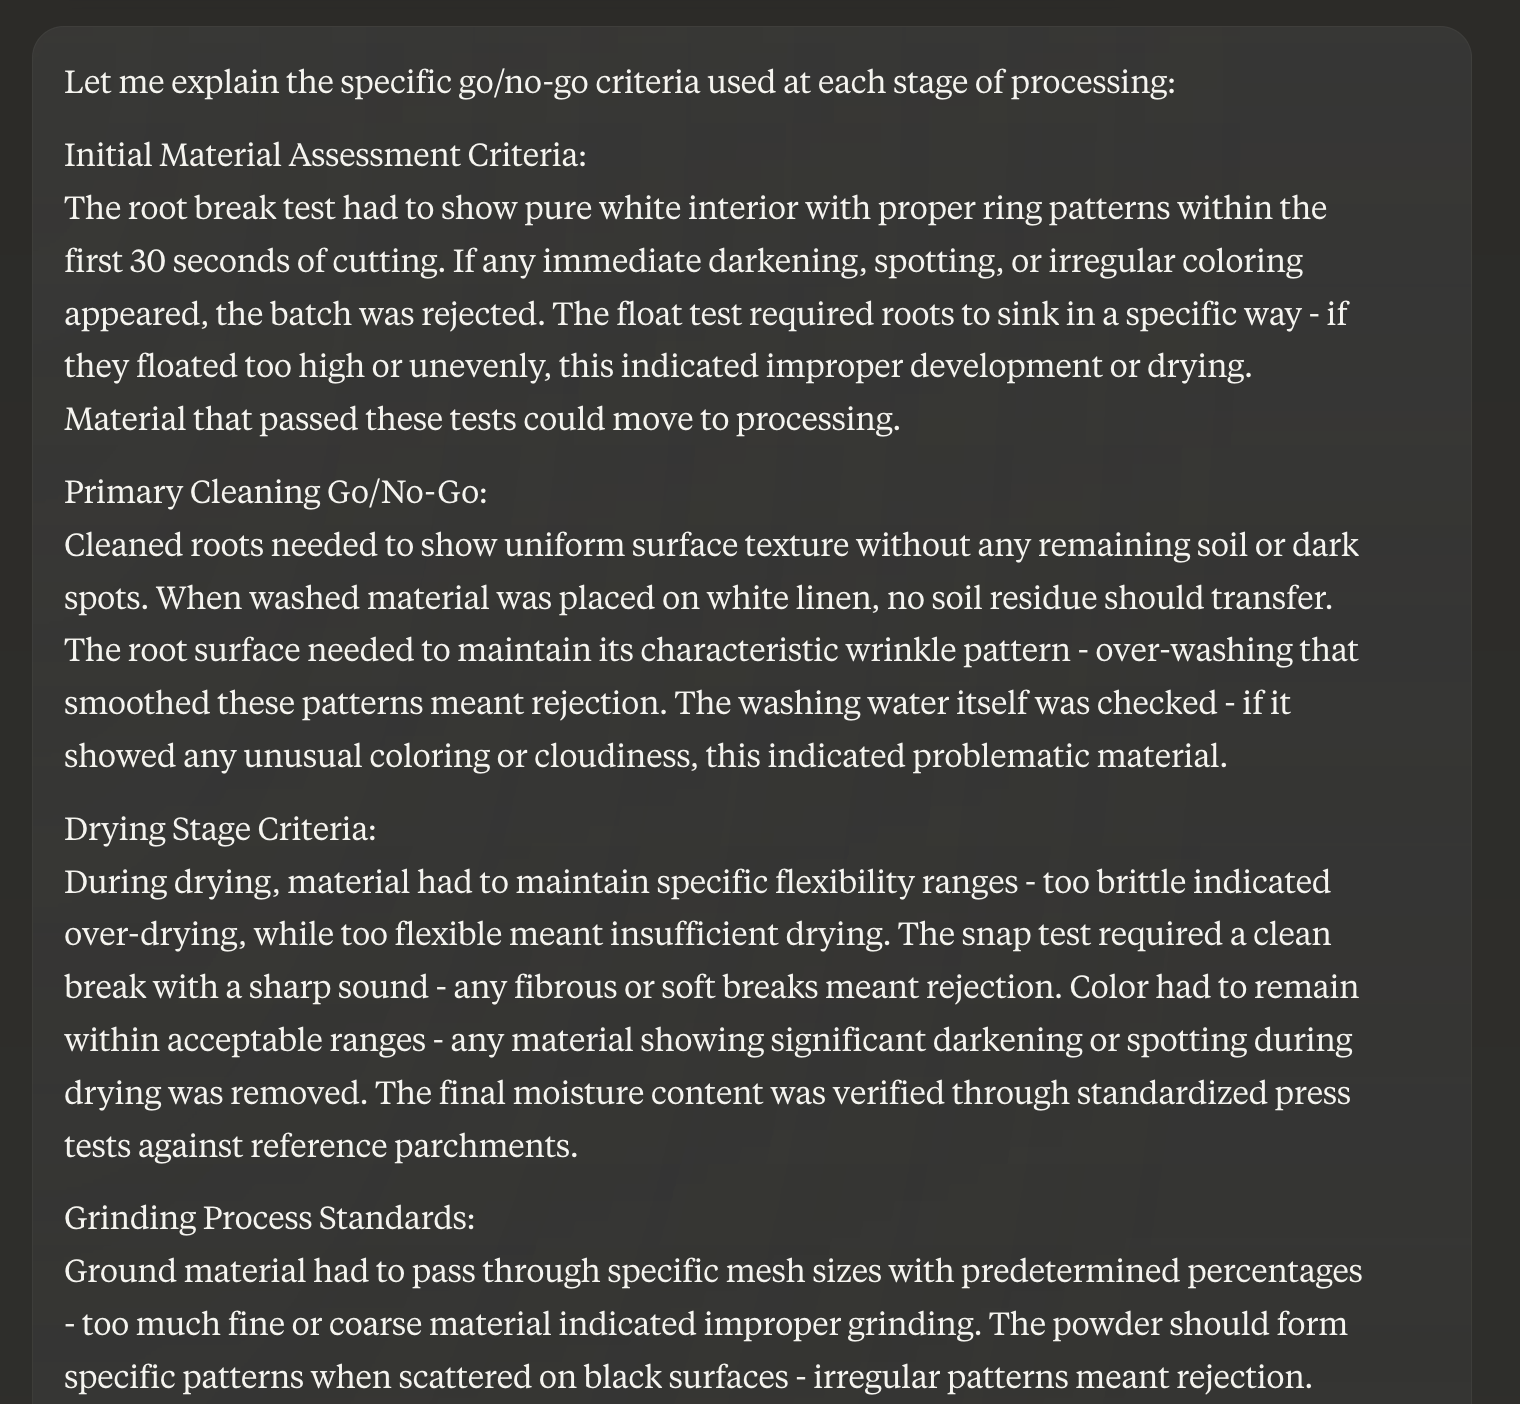 Let me explain the specific go/no-go criteria used at each stage of processing:
Initial Material Assessment Criteria:
The root break test had to show pure white interior with proper ring patterns within the
first 30 seconds of cutting. If any immediate darkening, spotting, or irregular coloring
appeared, the batch was rejected. The float test required roots to sink in a specific way - if
they floated too high or unevenly, this indicated improper development or drying.
Material that passed these tests could move to processing.
Primary Cleaning Go/No-Go:
Cleaned roots needed to show uniform surface texture without any remaining soil or dark
spots. When washed material was placed on white linen, no soil residue should transfer.
The root surface needed to maintain its characteristic wrinkle pattern - over-washing that
smoothed these patterns meant rejection. The washing water itself was checked - if it
showed any unusual coloring or cloudiness, this indicated problematic material.
Drying Stage Criteria:
During drying, material had to maintain specific flexibility ranges - too brittle indicated
over-drying, while too flexible meant insufficient drying. The snap test required a clean
break with a sharp sound - any fibrous or soft breaks meant rejection. Color had to remain
within acceptable ranges - any material showing significant darkening or spotting during
drying was removed. The final moisture content was verified through standardized press
tests against reference parchments.
Grinding Process Standards:
Ground material had to pass through specific mesh sizes with predetermined percentages
- too much fine or coarse material indicated improper grinding. The powder should form
specific patterns when scattered on black surfaces - irregular patterns meant rejection.